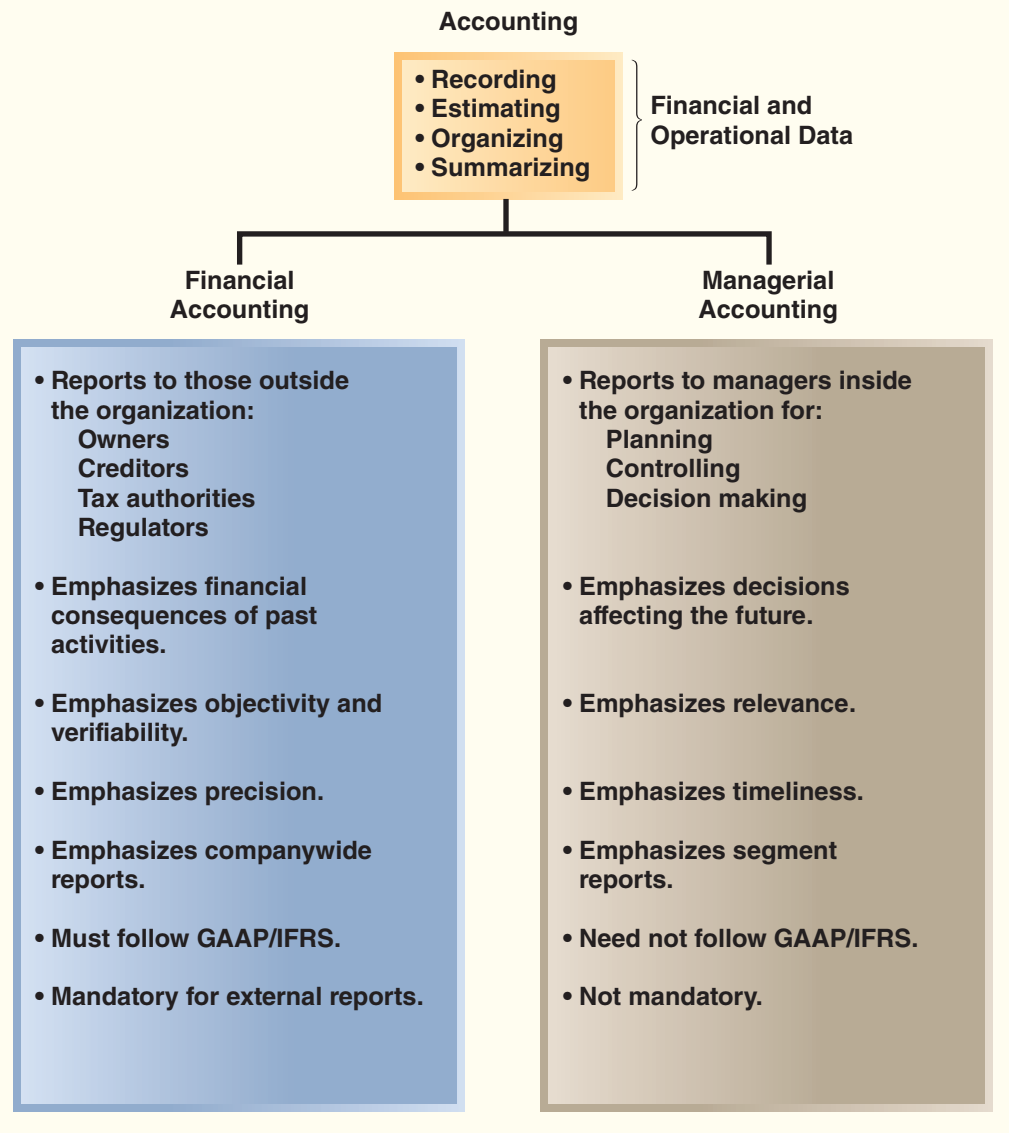 Accounting
• Recording
• Estimating
• Organizing
• Summarizing
Financial and
Operational Data
Financial
Accounting
• Reports to those outside
the organization:
Owners
Creditors
Tax authorities
Regulators
• Emphasizes financial
consequences of past
activities.
• Emphasizes objectivity and
verifiability.
• Emphasizes precision.
• Emphasizes companywide
reports.
• Must follow GAAP/IFRS.
• Mandatory for external reports.
Managerial
Accounting
• Reports to managers inside
the organization for:
Planning
Controlling
Decision making
• Emphasizes decisions
affecting the future.
• Emphasizes relevance.
• Emphasizes timeliness.
• Emphasizes segment
reports.
• Need not follow GAAP/IFRS.
• Not mandatory.